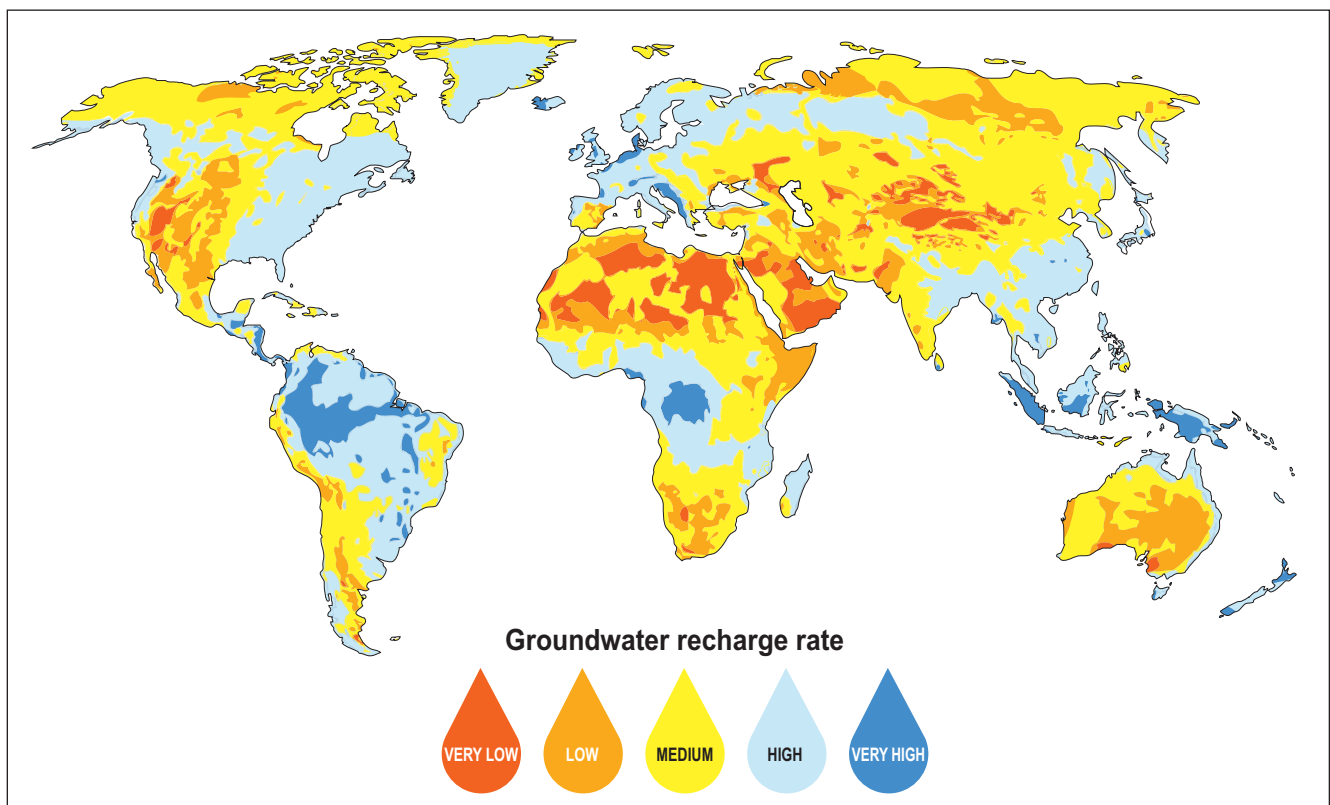 Groundwater recharge rate
VERY LOW
LOW
MEDIUM
HIGH
VERY HIGH